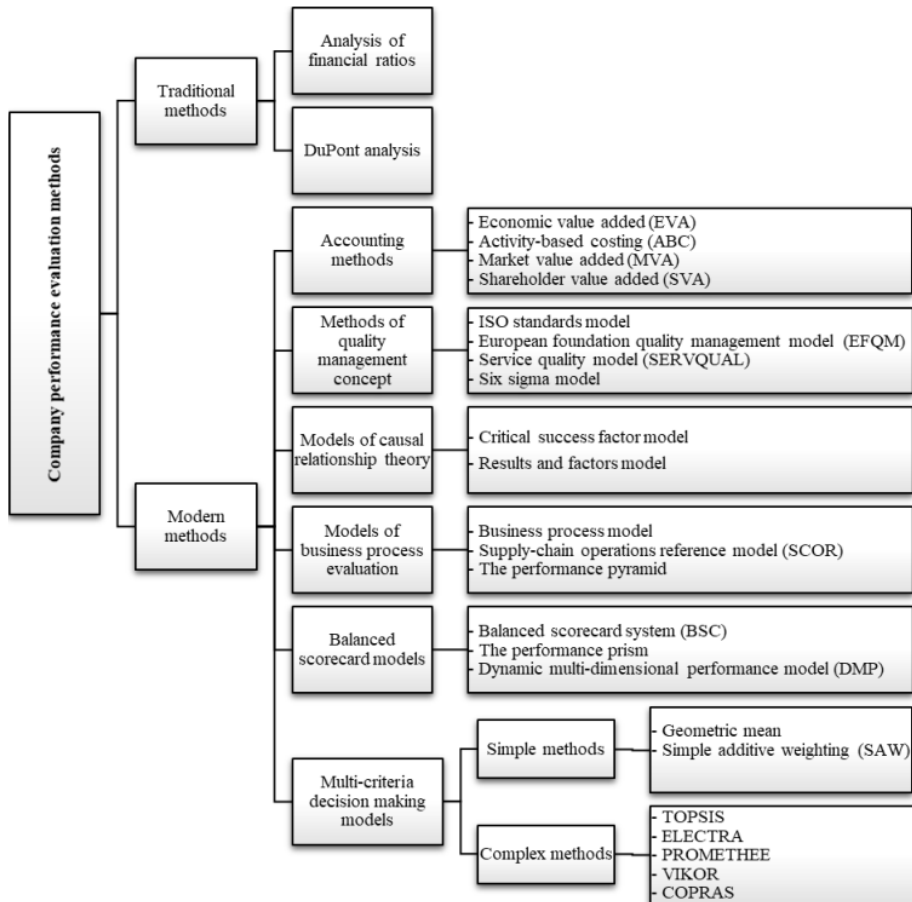 Company performance evaluation methods
Traditional
methods
Analysis of
financial ratios
DuPont analysis
Modern
methods
Accounting
methods
- Economic value added (EVA)
- Activity-based costing (ABC)
- Market value added (MVA)
- Shareholder value added (SVA)
Methods of
quality
management
concept
- ISO standards model
- European foundation quality management model (EFQM)
- Service quality model (SERVQUAL)
- Six sigma model
Models of causal
relationship theory
- Critical success factor model
- Results and factors model
Models of
business process
evaluation
- Business process model
- Supply-chain operations reference model (SCOR)
- The performance pyramid
Balanced
scorecard models
- Balanced scorecard system (BSC)
- The performance prism
- Dynamic multi-dimensional performance model (DMP)
Multi-criteria
decision making
models
Simple methods
- Geometric mean
- Simple additive weighting (SAW)
Complex methods
- TOPSIS
- ELECTRA
- PROMETHEE
- VIKOR
- COPRAS